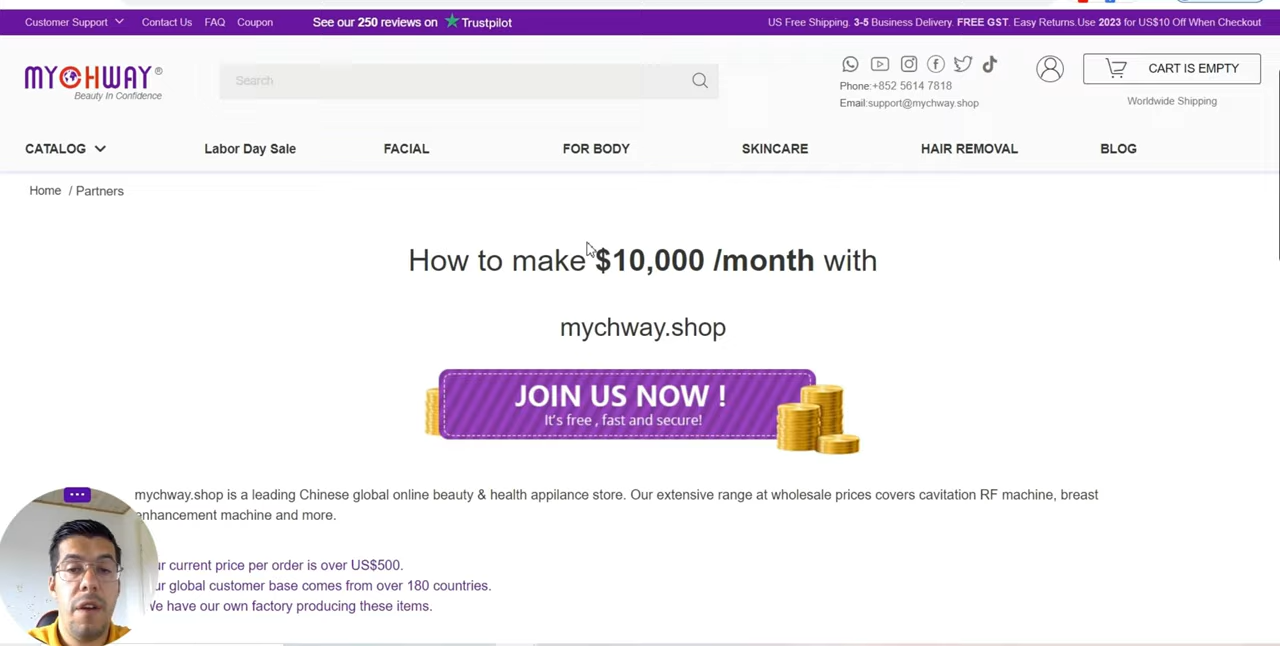 Customer Support
Contact Us
FAQ
Coupon
See our 250 reviews on Trustpilot
US Free Shipping. 3-5 Business Delivery. FREE GST. Easy Returns.Use 2023 for US$10 Off When Checkout
MYCHWAY®
Beauty In Confidence
Search
Phone:+852 5614 7818
Email:support@mychway.shop
CART IS EMPTY
Worldwide Shipping
CATALOG
Labor Day Sale
FACIAL
FOR BODY
SKINCARE
HAIR REMOVAL
BLOG
Home / Partners
How to make $10,000 /month with
mychway.shop
JOIN US NOW !
It's free , fast and secure!
mychway.shop is a leading Chinese global online beauty & health appilance store. Our extensive range at wholesale prices covers cavitation RF machine, breast
enhancement machine and more.
ur current price per order is over US$500.
ur global customer base comes from over 180 countries.
We have our own factory producing these items.